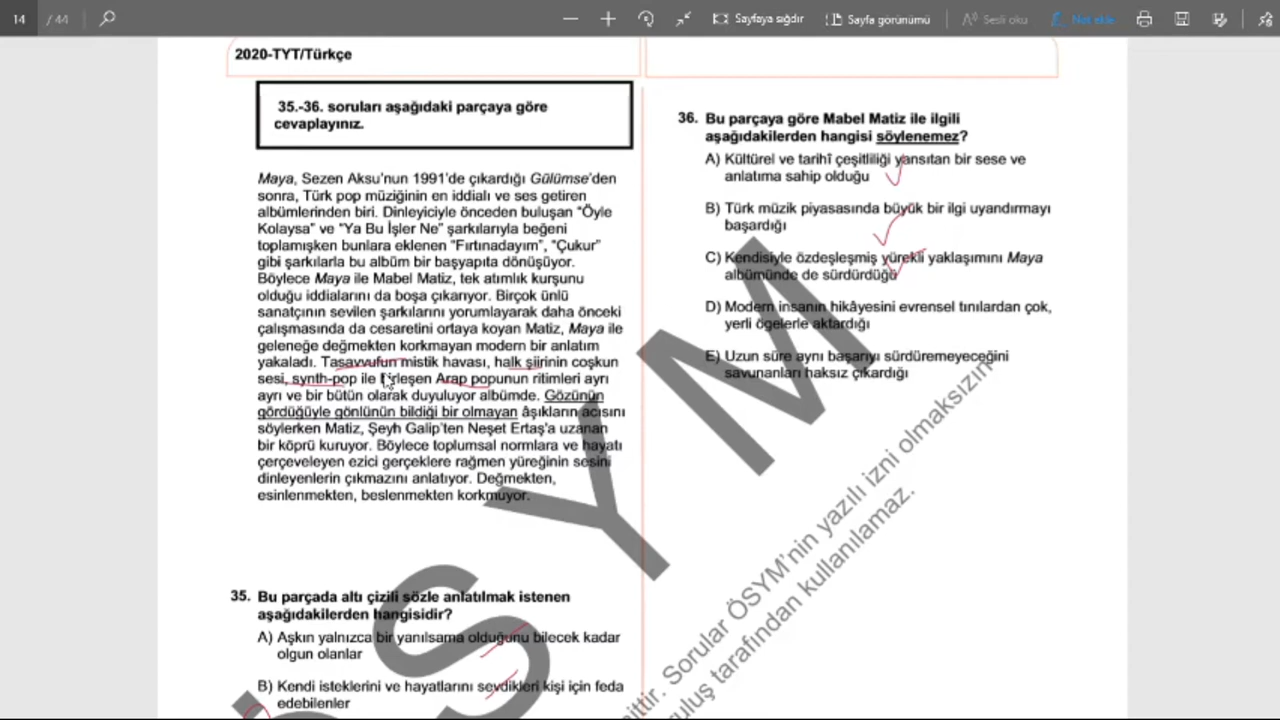 14 / 44
Sayfaya sığdır
Sayfa görünümü
Sesli oku
Not ekle
2020-TYT/Türkçe
35.-36. soruları aşağıdaki parçaya göre
cevaplayınız.
Maya, Sezen Aksu'nun 1991'de çıkardığı Gülümse'den
sonra, Türk pop müziğinin en iddialı ve ses getiren
albümlerinden biri. Dinleyiciyle önceden buluşan "Öyle
Kolaysa" ve "Ya Bu İşler Ne" şarkılarıyla beğeni
toplamışken bunlara eklenen "Fırtınadayım", "Çukur"
gibi şarkılarla bu albüm bir başyapıta dönüşüyor.
Böylece Maya ile Mabel Matiz, tek atımlık kurşunu
olduğu iddialarını da boşa çıkarıyor. Birçok ünlü
sanatçının sevilen şarkılarını yorumlayarak daha önceki
çalışmasında da cesaretini ortaya koyan Matiz, Maya ile
geleneğe değmekten korkmayan modern bir anlatım
yakaladı. Tasavvufun mistik havası, halk şiirinin coşkun
sesi, synth-pop ile birleşen Arap popunun ritimleri ayrı
ayrı ve bir bütün olarak duyuluyor albümde. Gözünün
gördüğüyle gönlünün bildiği bir olmayan âşıkların acısını
söylerken Matiz, Şeyh Galip'ten Neşet Ertaş'a uzanan
bir köprü kuruyor. Böylece toplumsal normlara ve hayatı
çerçeveleyen ezici gerçeklere rağmen yüreğinin sesini
dinleyenlerin çıkmazını anlatıyor. Değmekten,
esinlenmekten, beslenmekten korkmuyor.
35. Bu parçada altı çizili sözle anlatılmak istenen
aşağıdakilerden hangisidir?
A) Aşkın yalnızca bir yanılsama olduğunu bilecek kadar
olgun olanlar
B) Kendi isteklerini ve hayatlarını sevdikleri kişi için feda
edebilenler
36. Bu parçaya göre Mabel Matiz ile ilgili
aşağıdakilerden hangisi söylenemez?
A) Kültürel ve tarihî çeşitliliği yansıtan bir sese ve
anlatıma sahip olduğu
B) Türk müzik piyasasında büyük bir ilgi uyandırmayı
başardığı
C) Kendisiyle özdeşleşmiş yürekli yaklaşımını Maya
albümünde de sürdürdüğü
D) Modern insanın hikâyesini evrensel tınılardan çok,
yerli ögelerle aktardığı
E) Uzun süre aynı başarıyı sürdüremeyeceğini
savunanları haksız çıkardığı
ÖSYM
Sorular ÖSYM'nin yazılı izni olmaksızın
tarafından kullanılamaz.